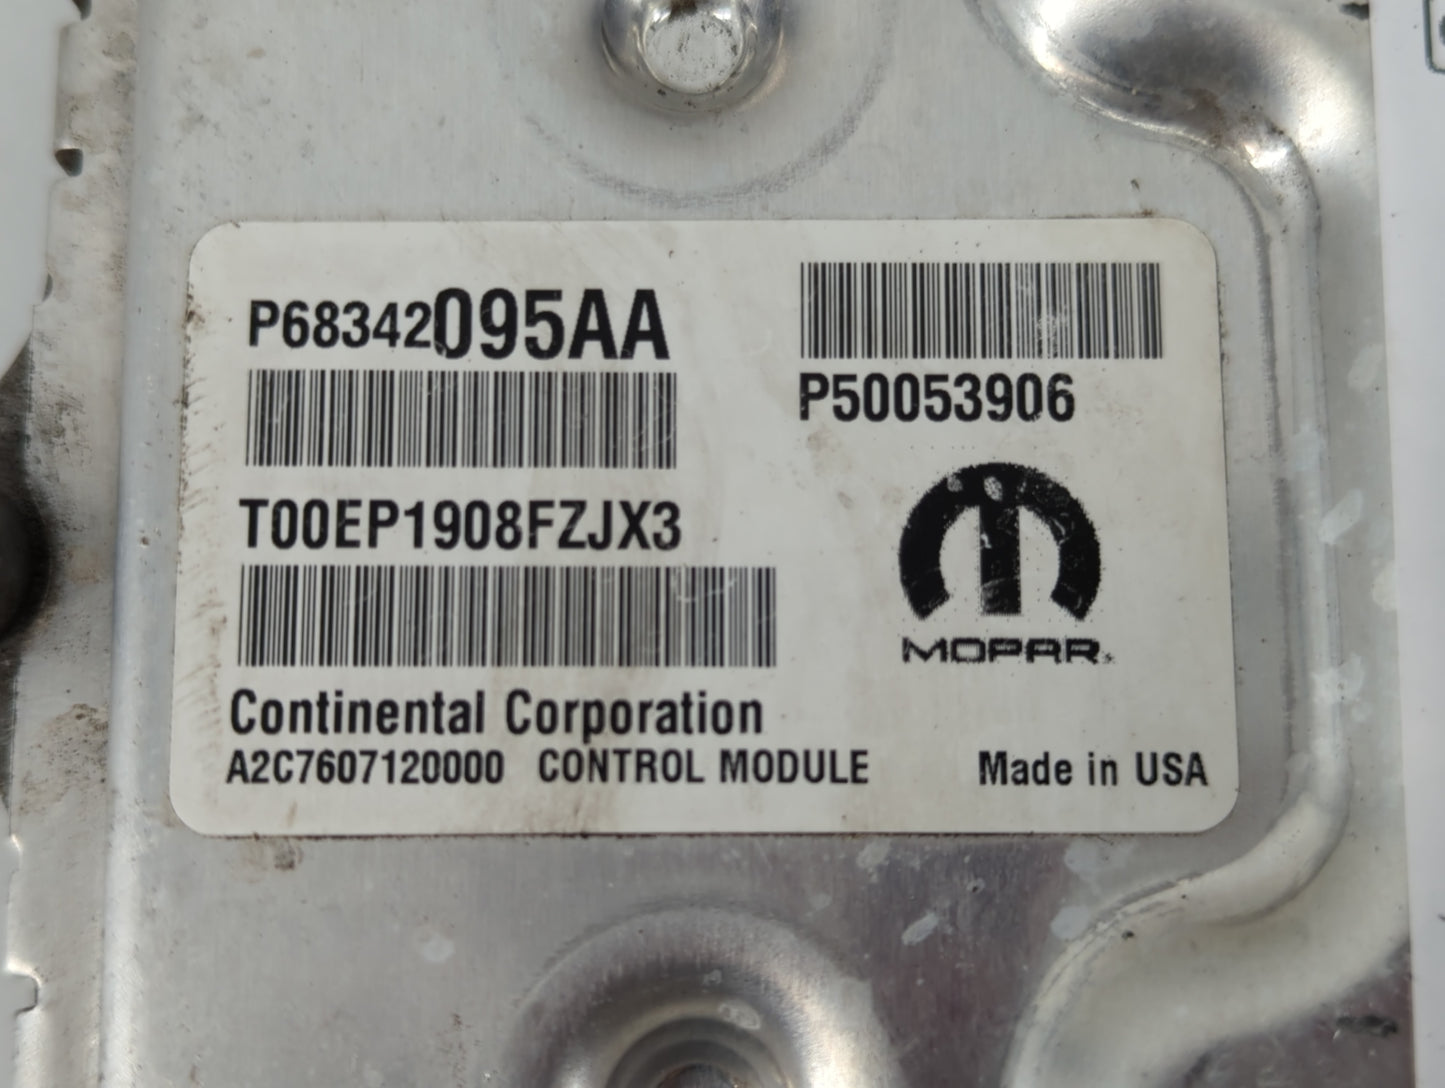 P68342095AA
P50053906
T00EP1908FZJX3
MOPAR
Continental Corporation
A2C7607120000 CONTROL MODULE Made in USA